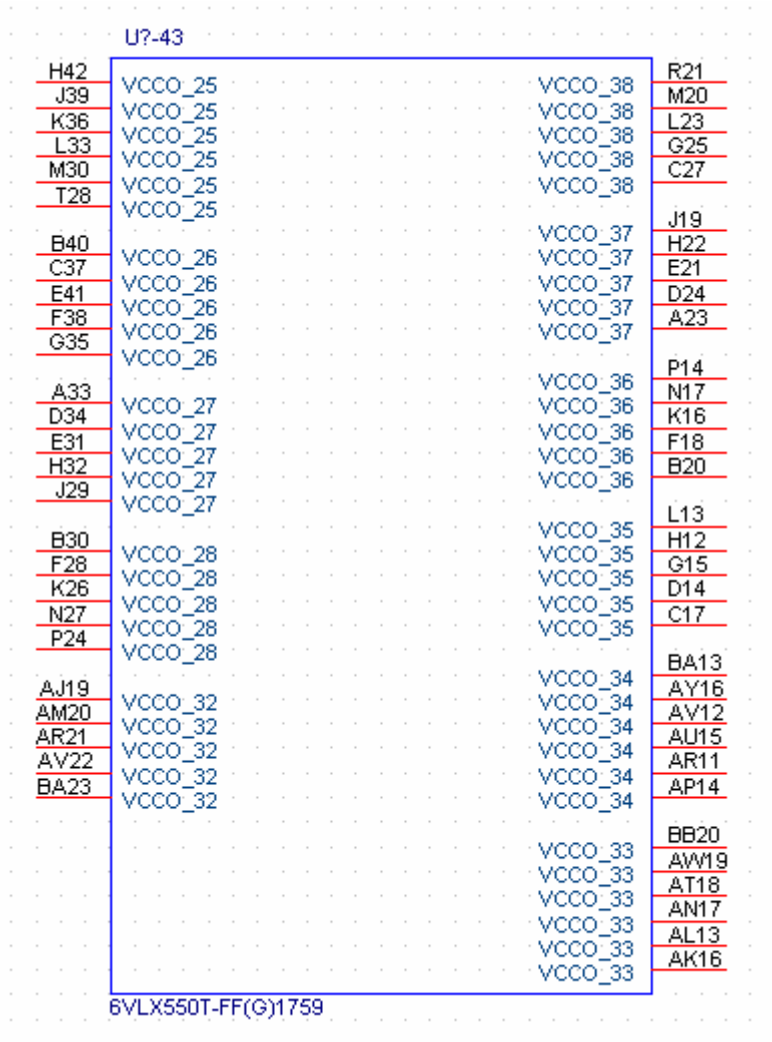 U?-43
H42 VCCO_25 VCCO_38 R21
J39 VCCO_25 VCCO_38 M20
K36 VCCO_25 VCCO_38 L23
L33 VCCO_25 VCCO_38 G25
M30 VCCO_25 VCCO_38 C27
T28 VCCO_25
VCCO_37 J19
B40 VCCO_26 VCCO_37 H22
C37 VCCO_26 VCCO_37 E21
E41 VCCO_26 VCCO_37 D24
F38 VCCO_26 VCCO_37 A23
G35 VCCO_26
VCCO_36 P14
A33 VCCO_27 VCCO_36 N17
D34 VCCO_27 VCCO_36 K16
E31 VCCO_27 VCCO_36 F18
H32 VCCO_27 VCCO_36 B20
J29 VCCO_27
VCCO_35 L13
B30 VCCO_28 VCCO_35 H12
F28 VCCO_28 VCCO_35 G15
K26 VCCO_28 VCCO_35 D14
N27 VCCO_28 VCCO_35 C17
P24 VCCO_28
VCCO_34 BA13
AJ19 VCCO_32 VCCO_34 AY16
AM20 VCCO_32 VCCO_34 AV12
AR21 VCCO_32 VCCO_34 AU15
AV22 VCCO_32 VCCO_34 AR11
BA23 VCCO_32 VCCO_34 AP14
VCCO_33 BB20
VCCO_33 AW19
VCCO_33 AT18
VCCO_33 AN17
VCCO_33 AL13
VCCO_33 AK16
6VLX550T-FF(G)1759